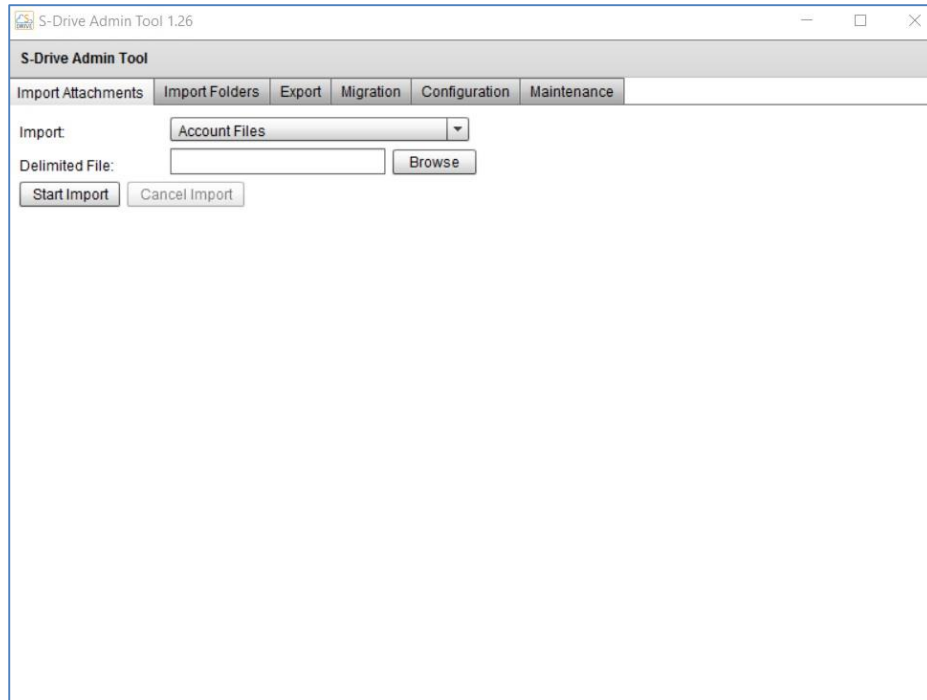 S-Drive Admin Tool 1.26
S-Drive Admin Tool
Import Attachments Import Folders Export Migration Configuration Maintenance
Import: Account Files
Delimited File: Browse
Start Import Cancel Import